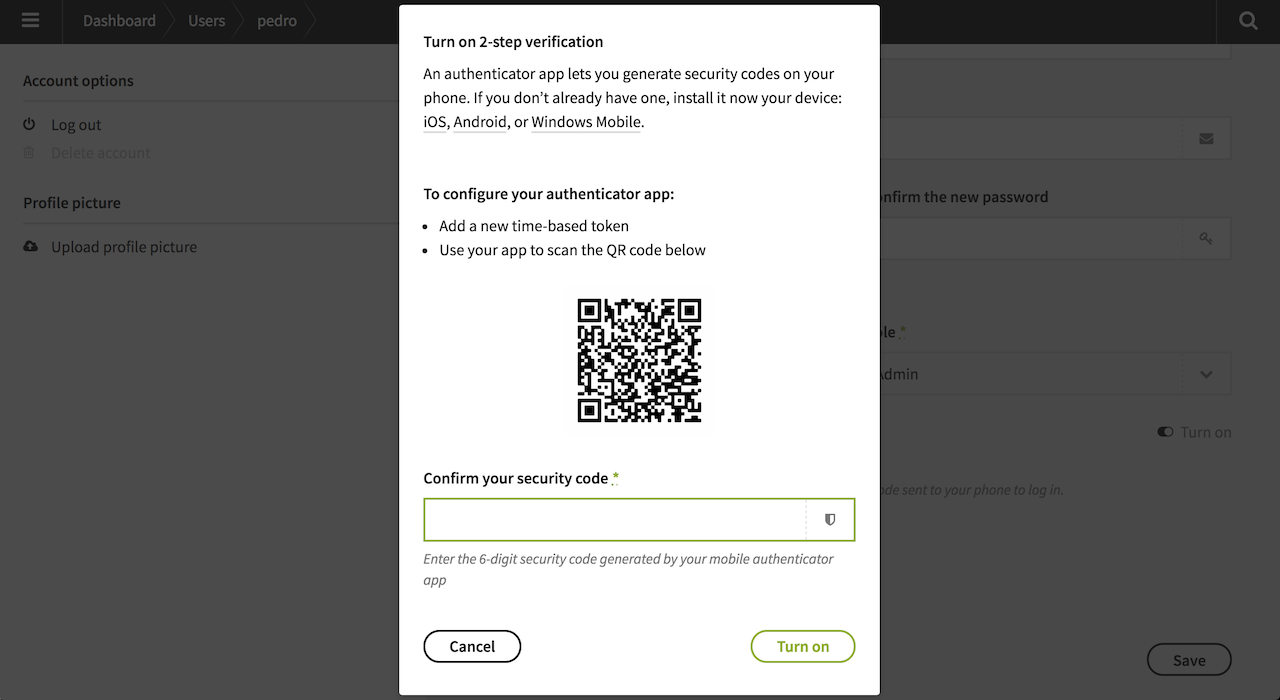 Dashboard Users pedro
Account options
Log out
Delete account
Profile picture
Upload profile picture
Turn on 2-step verification
An authenticator app lets you generate security codes on your
phone. If you don’t already have one, install it now your device:
iOS, Android, or Windows Mobile.
To configure your authenticator app:
• Add a new time-based token
• Use your app to scan the QR code below
Confirm your security code *
Enter the 6-digit security code generated by your mobile authenticator
app
Cancel
Turn on
the new password
*
Turn on
sent to your phone to log in.
Save